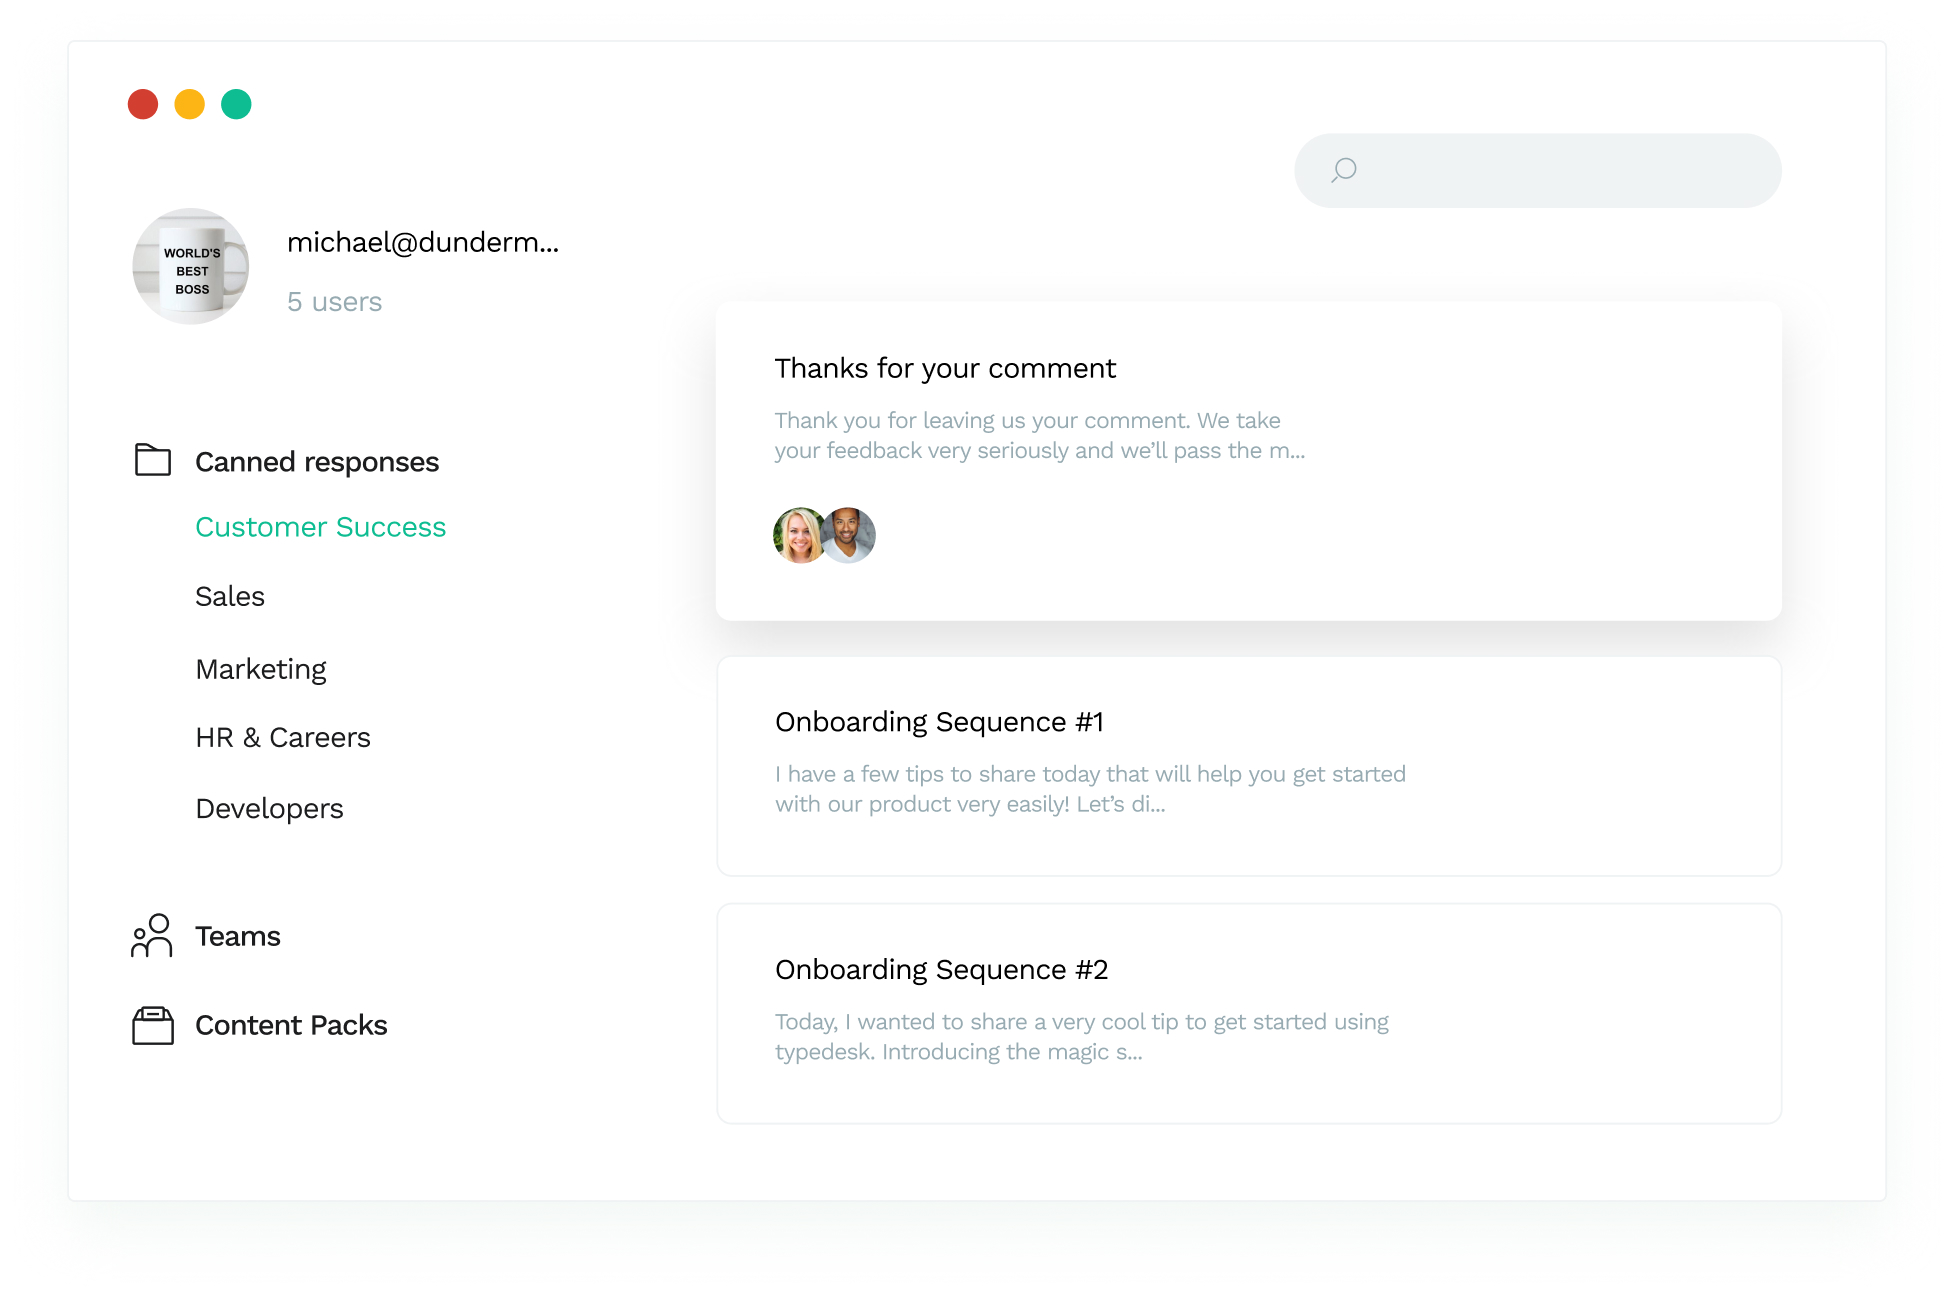 WORLD'S
BEST
BOSS
michael@dunderm...
5 users
Canned responses
Customer Success
Sales
Marketing
HR & Careers
Developers
Teams
Content Packs
Thanks for your comment
Thank you for leaving us your comment. We take
your feedback very seriously and we’ll pass the m...
Onboarding Sequence #1
I have a few tips to share today that will help you get started
with our product very easily! Let’s di...
Onboarding Sequence #2
Today, I wanted to share a very cool tip to get started using
typedesk. Introducing the magic s...